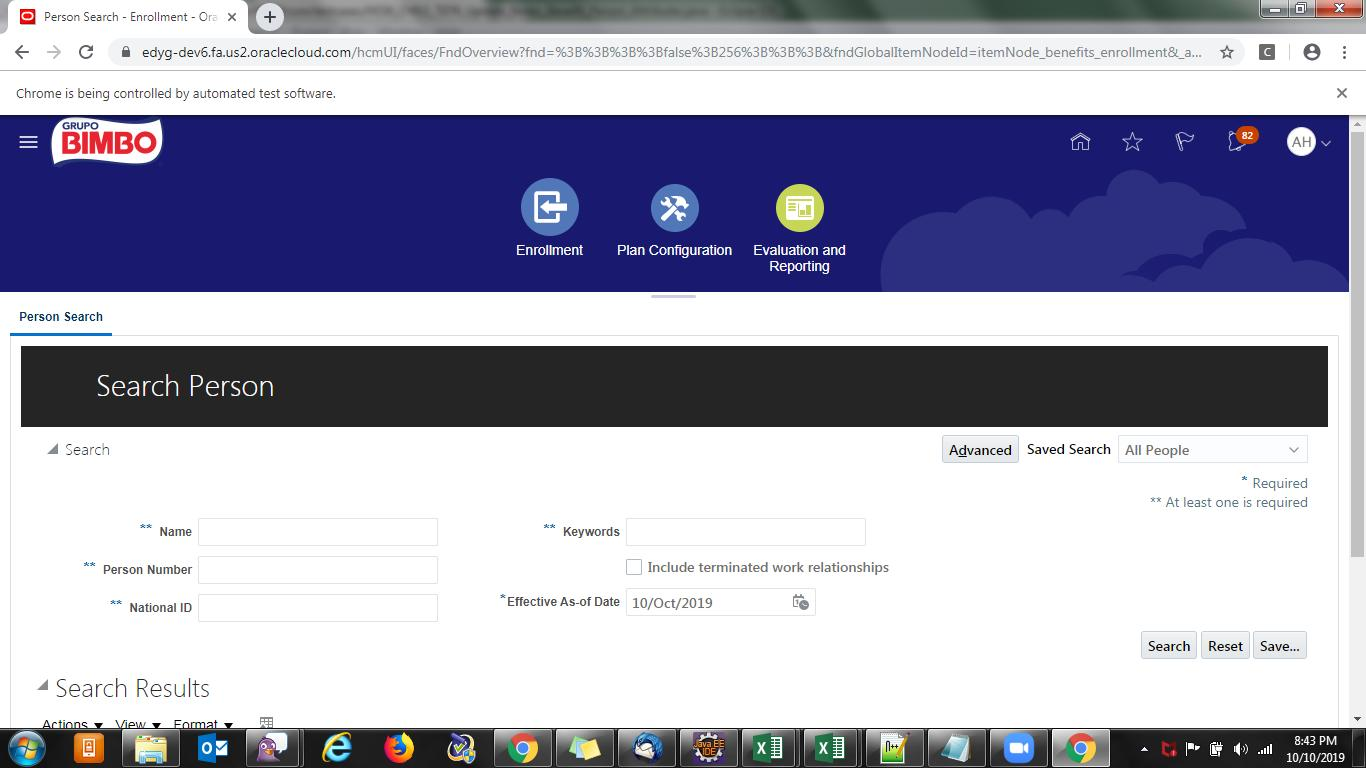 Person Search - Enrollment - Ora
edyg-dev6.fa.us2.oraclecloud.com/hcmUI/faces/FndOverview?fnd=%3B%3B%3B%3Bfalse%3B256%3B%3B%3B&fndGlobalItemNodeId=itemNode_benefits_enrollment&_a...
C
Chrome is being controlled by automated test software.
GRUPO
BIMBO
82
AH
Enrollment
Plan Configuration
Evaluation and
Reporting
Person Search
Search Person
Search
Advanced Saved Search All People
* Required
** At least one is required
** Name
** Keywords
** Person Number
Include terminated work relationships
** National ID
*Effective As-of Date 10/Oct/2019
Search Reset Save...
Search Results
Actions View Format
Java EE
IDE
8:43 PM
10/10/2019